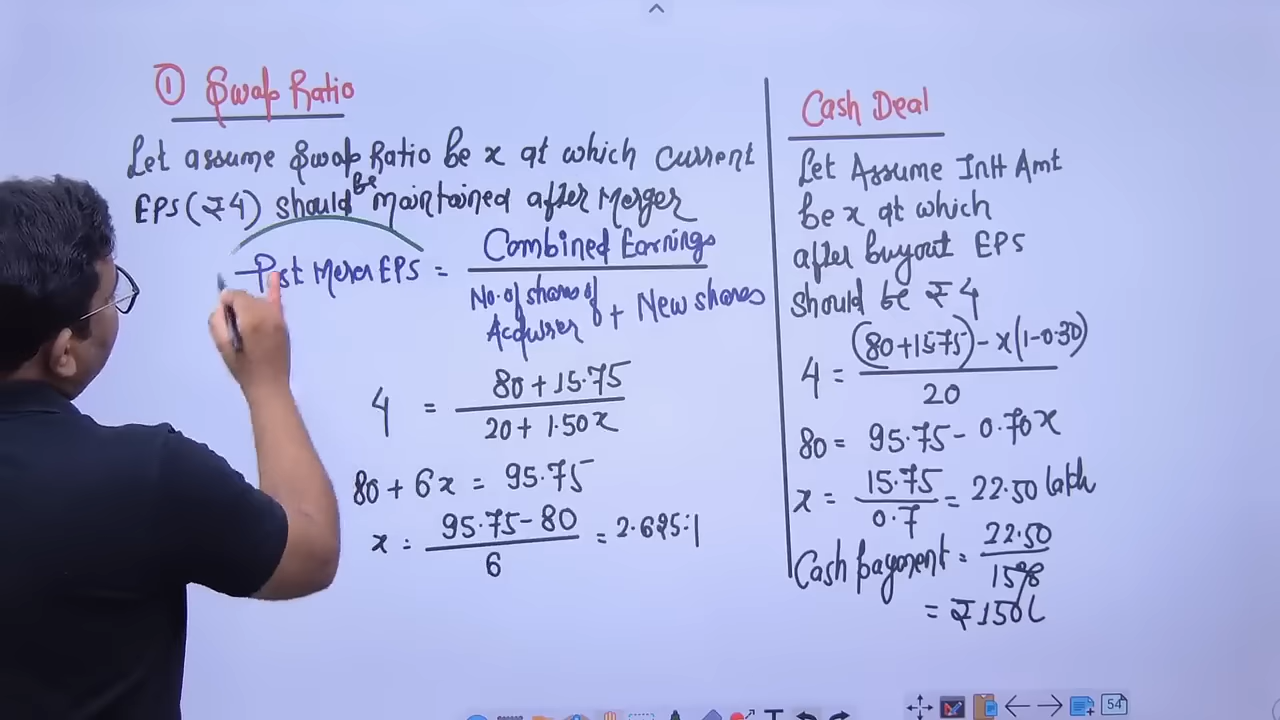 ① Swap Ratio
Let assume Swap Ratio be x at which current
EPS (₹4) should be maintained after Merger
Post Merer EPS = Combined Earnings
No. of shares of Acquirer + New shares
4 = 80 + 15.75
20 + 1.50x
80 + 6x = 95.75
x = 95.75 - 80
6
= 2.625:1
Cash Deal
Let Assume Intt Amt
be x at which
after buyout EPS
should be ₹4
4 = (80+15.75) - x(1-0.30)
20
80 = 95.75 - 0.70x
x = 15.75
0.7
= 22.50 lakh
Cash payment = 22.50
15%
= ₹150L
54